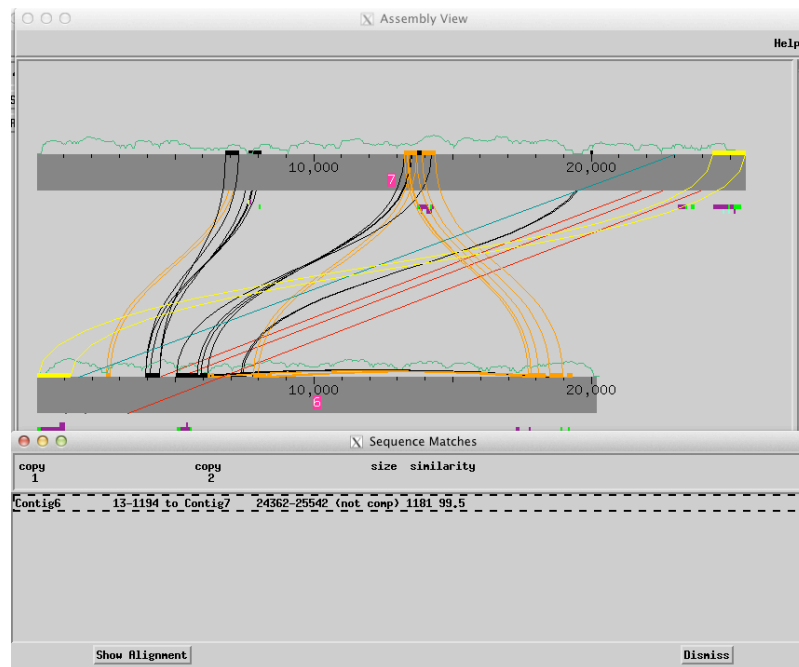 Assembly View
Help
10,000 20,000
7
10,000 20,000
6
Sequence Matches
copy copy size similarity
1 2
Contig6 13-1194 to Contig7 24362-25542 (not comp) 1181 99.5
Show Alignment Dismiss